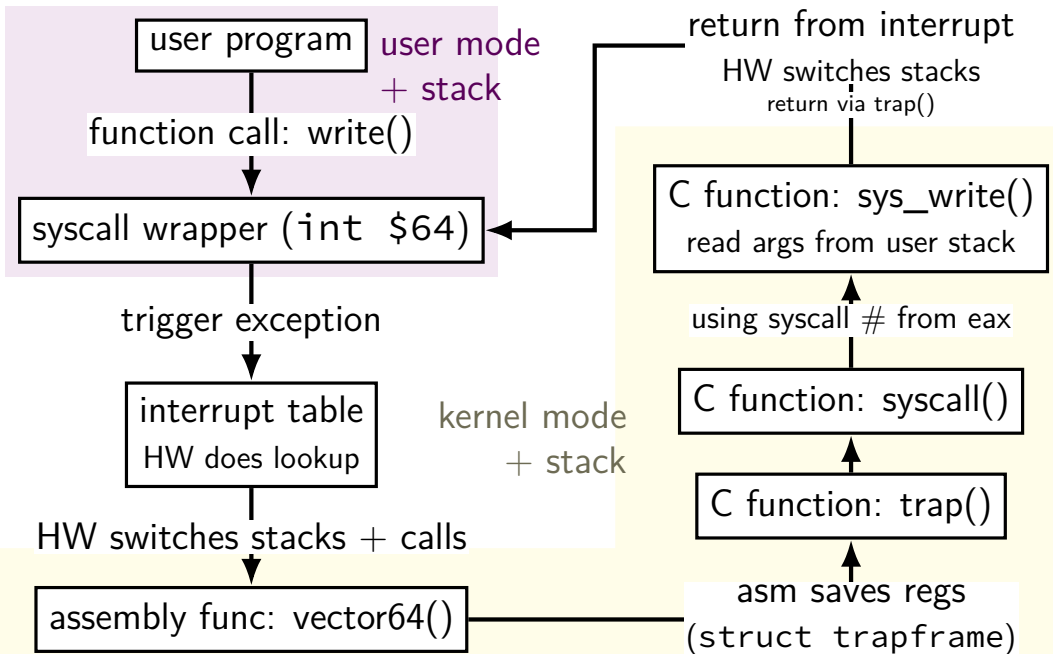 user program
user mode
+ stack
function call: write()
syscall wrapper (int $64)
trigger exception
interrupt table
HW does lookup
kernel mode
+ stack
HW switches stacks + calls
assembly func: vector64()
asm saves regs
(struct trapframe)
C function: trap()
C function: syscall()
using syscall # from eax
C function: sys_write()
read args from user stack
return from interrupt
HW switches stacks
return via trap()